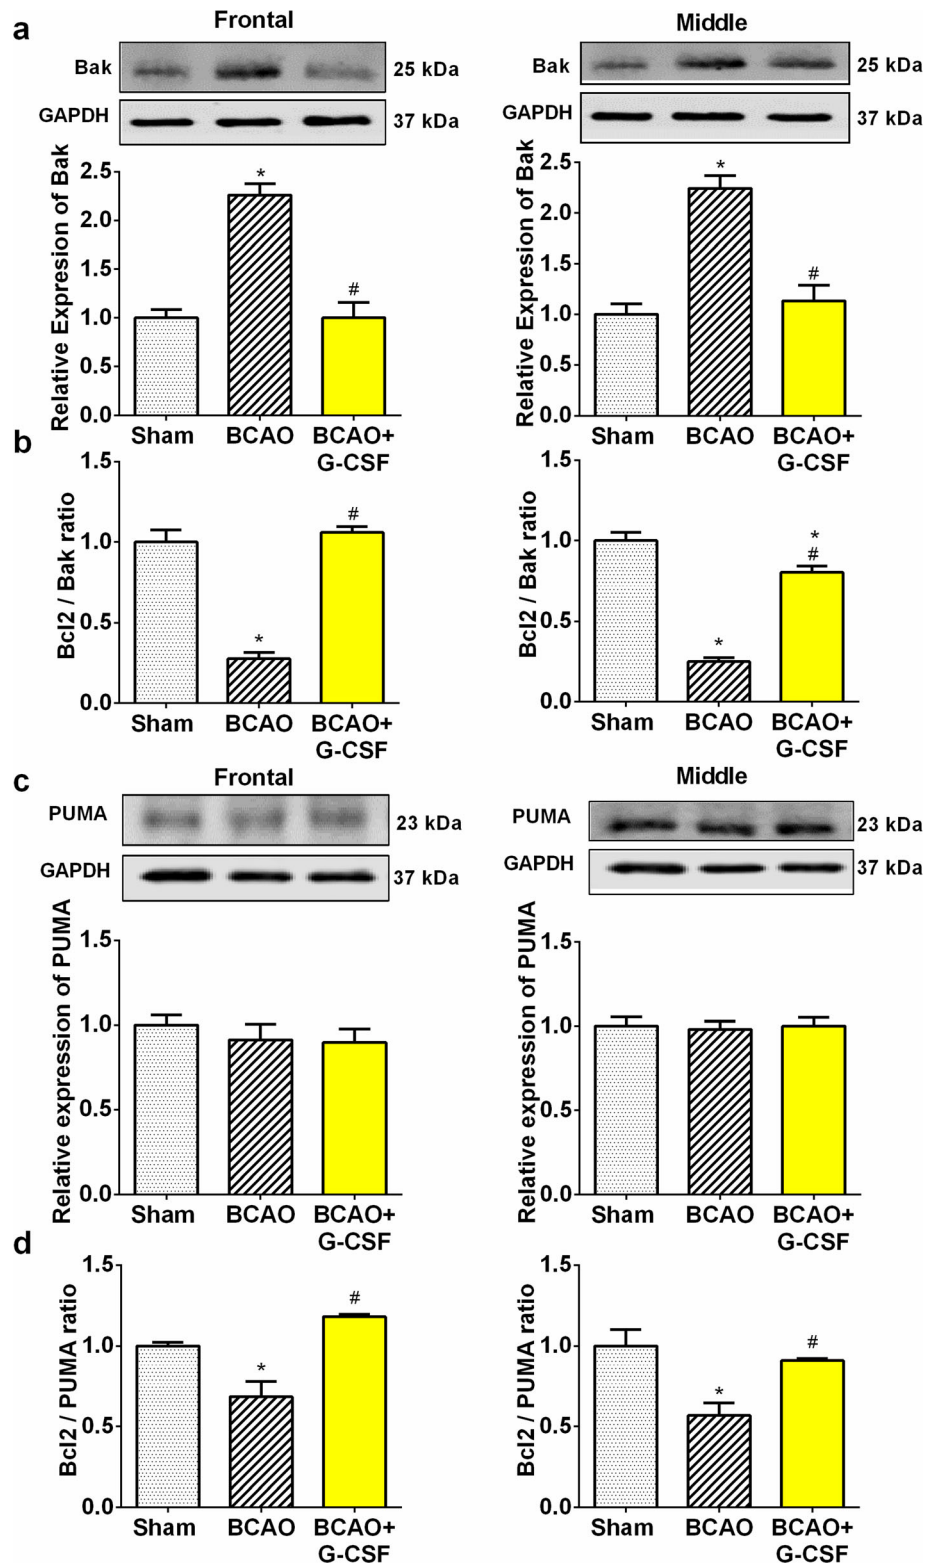 a
Frontal
Bak
25 kDa
GAPDH
37 kDa
Relative Expresion of Bak
2.5
2.0
1.5
1.0
0.5
0.0
*
#
Sham
BCAO
BCAO+
G-CSF
Middle
Bak
25 kDa
GAPDH
37 kDa
Relative Expresion of Bak
2.5
2.0
1.5
1.0
0.5
0.0
*
#
Sham
BCAO
BCAO+
G-CSF
b
Bcl2 / Bak ratio
1.5
1.0
0.5
0.0
*
#
Sham
BCAO
BCAO+
G-CSF
Bcl2 / Bak ratio
1.5
1.0
0.5
0.0
*
*
#
Sham
BCAO
BCAO+
G-CSF
c
Frontal
PUMA
23 kDa
GAPDH
37 kDa
Relative expression of PUMA
1.5
1.0
0.5
0.0
Sham
BCAO
BCAO+
G-CSF
Middle
PUMA
23 kDa
GAPDH
37 kDa
Relative expression of PUMA
1.5
1.0
0.5
0.0
Sham
BCAO
BCAO+
G-CSF
d
Bcl2 / PUMA ratio
1.5
1.0
0.5
0.0
*
#
Sham
BCAO
BCAO+
G-CSF
Bcl2 / PUMA ratio
1.5
1.0
0.5
0.0
*
#
Sham
BCAO
BCAO+
G-CSF